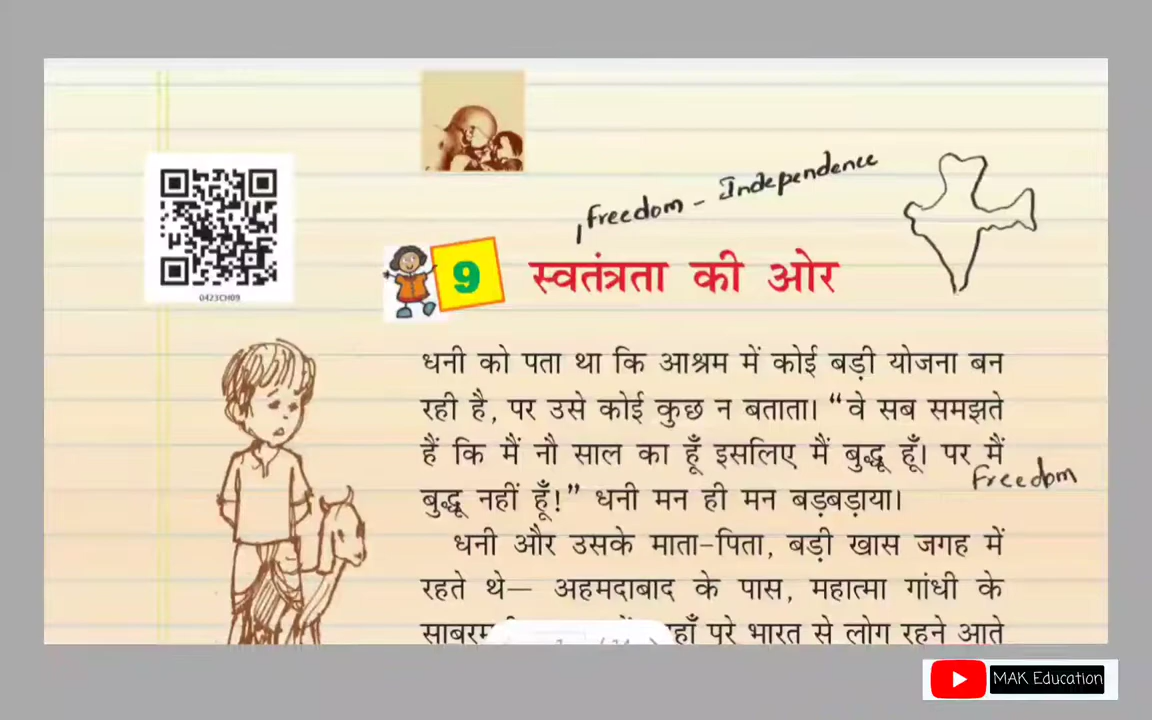 freedom - Independence
0423CH09
9 स्वतंत्रता की ओर
धनी को पता था कि आश्रम में कोई बड़ी योजना बन
रही है, पर उसे कोई कुछ न बताता। “वे सब समझते
हैं कि मैं नौ साल का हूँ इसलिए मैं बुद्धू हूँ। पर मैं
Freedom
बुद्धू नहीं हूँ!” धनी मन ही मन बड़बड़ाया।
धनी और उसके माता-पिता, बड़ी खास जगह में
रहते थे— अहमदाबाद के पास, महात्मा गांधी के
पूरे भारत से लोग रहने आते
MAK Education